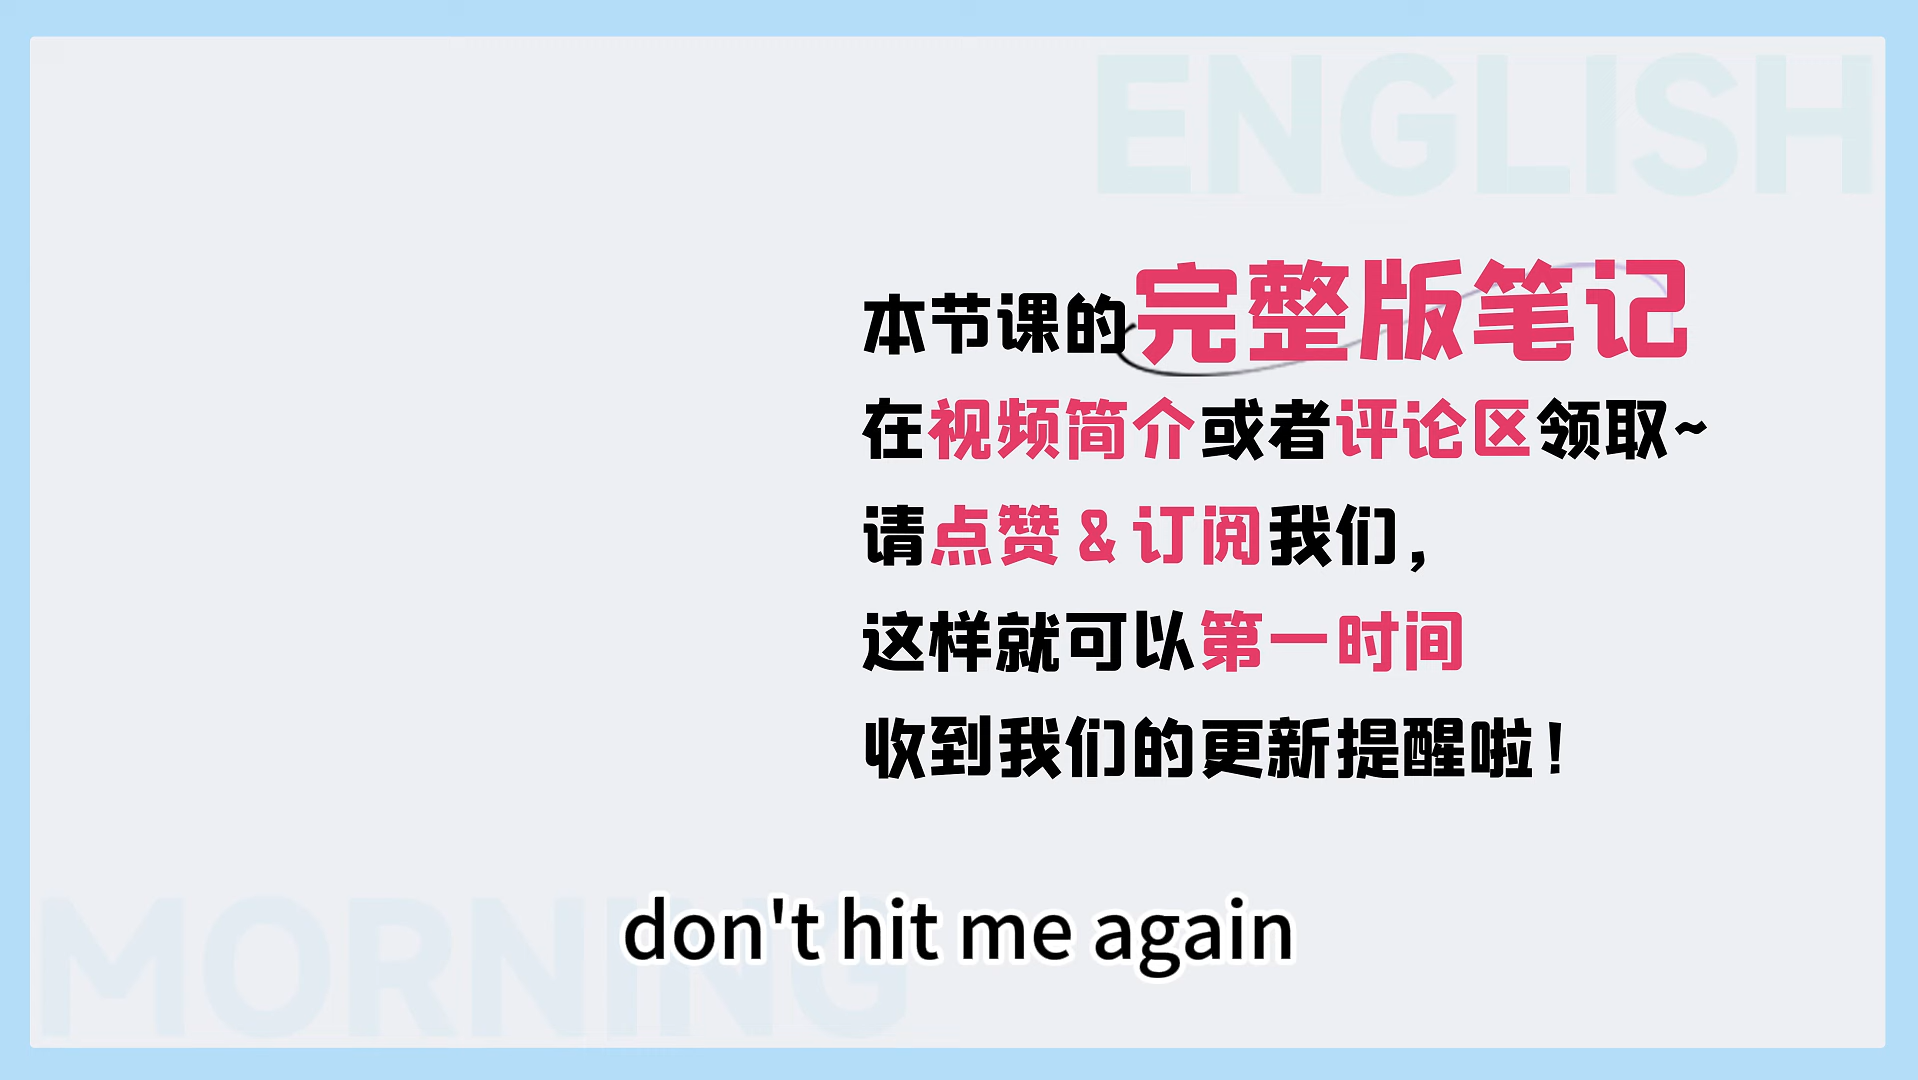 ENGLISH
本节课的完整版笔记
在视频简介或者评论区领取~
请点赞&订阅我们，
这样就可以第一时间
收到我们的更新提醒啦！
MORNING
don't hit me again